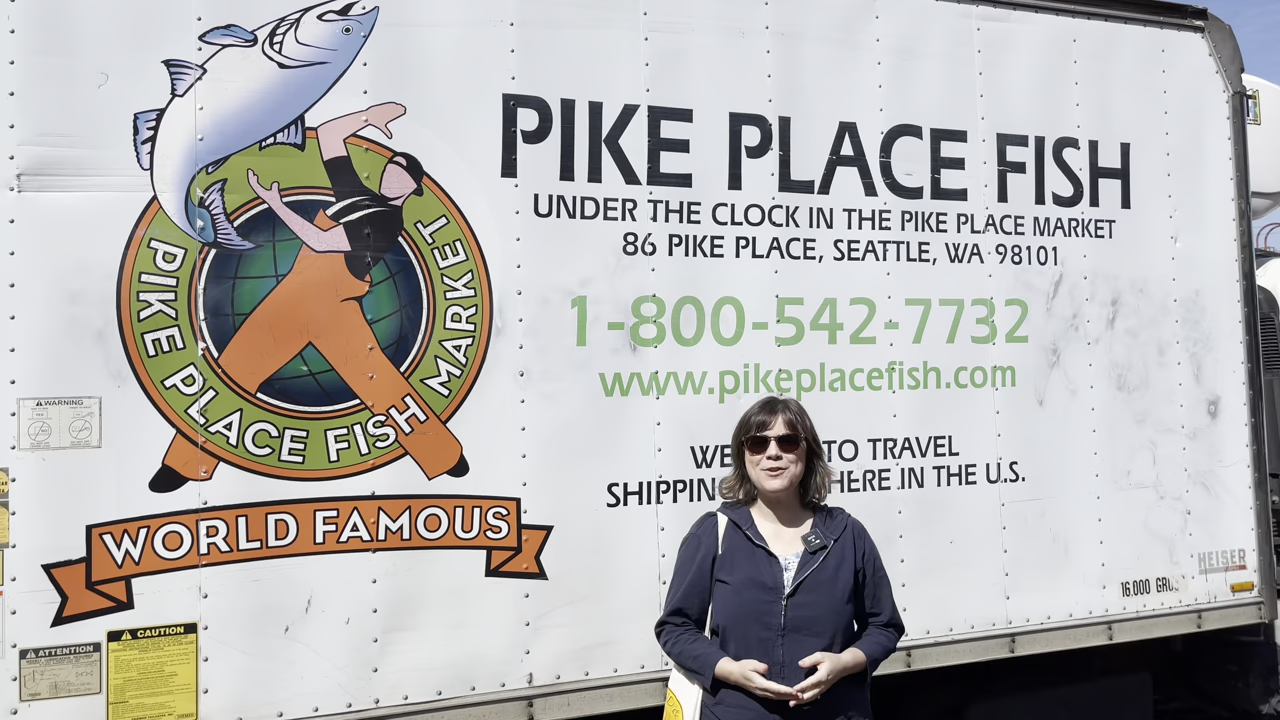 PIKE PLACE FISH
UNDER THE CLOCK IN THE PIKE PLACE MARKET
86 PIKE PLACE, SEATTLE, WA 98101
1-800-542-7732
www.pikeplacefish.com
WE TO TRAVEL
SHIPPING HERE IN THE U.S.
PIKE PLACE FISH MARKET
WORLD FAMOUS
WARNING
ATTENTION
CAUTION
HEISER
16,000